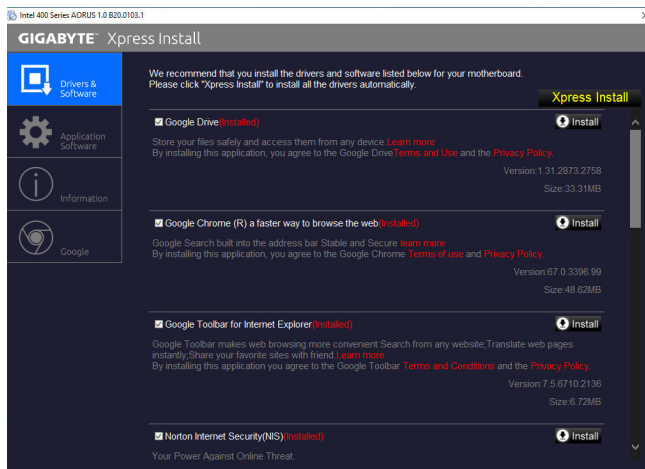 Intel 400 Series AORUS 1.0 B20.0103.1
GIGABYTE™ Xpress Install
Drivers &
Software
Application
Software
Information
Google
We recommend that you install the drivers and software listed below for your motherboard.
Please click "Xpress Install" to install all the drivers automatically.
Xpress Install
Google Drive(Installed)
Install
Store your files safely and access them from any device.Learn more
By installing this application, you agree to the Google DriveTerms and Use and the Privacy Policy.
Version:1.31.2873.2758
Size:33.31MB
Google Chrome (R) a faster way to browse the web(Installed)
Install
Google Search built into the address bar Stable and Secure learn more
By installing this application, you agree to the Google Chrome Terms of use and Privacy Policy.
Version:67.0.3396.99
Size:48.62MB
Google Toolbar for Internet Explorer(Installed)
Install
Google Toolbar makes web browsing more convenient:Search from any website;Translate web pages
instantly;Share your favorite sites with friend.Learn more
By installing this application you agree to the Google Toolbar Terms and Conditions and the Privacy Policy.
Version:7.5.6710.2136
Size:6.72MB
Norton Internet Security(NIS)(Installed)
Install
Your Power Against Online Threat.